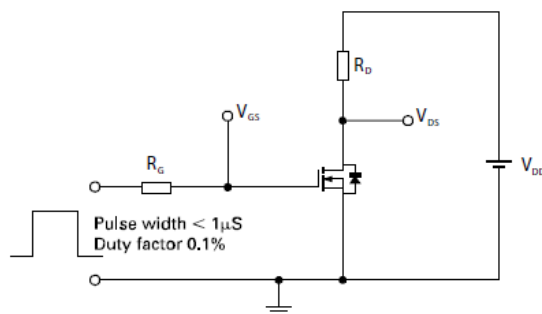 R_D
V_GS
V_DS
V_DD
R_G
Pulse width < 1µS
Duty factor 0.1%